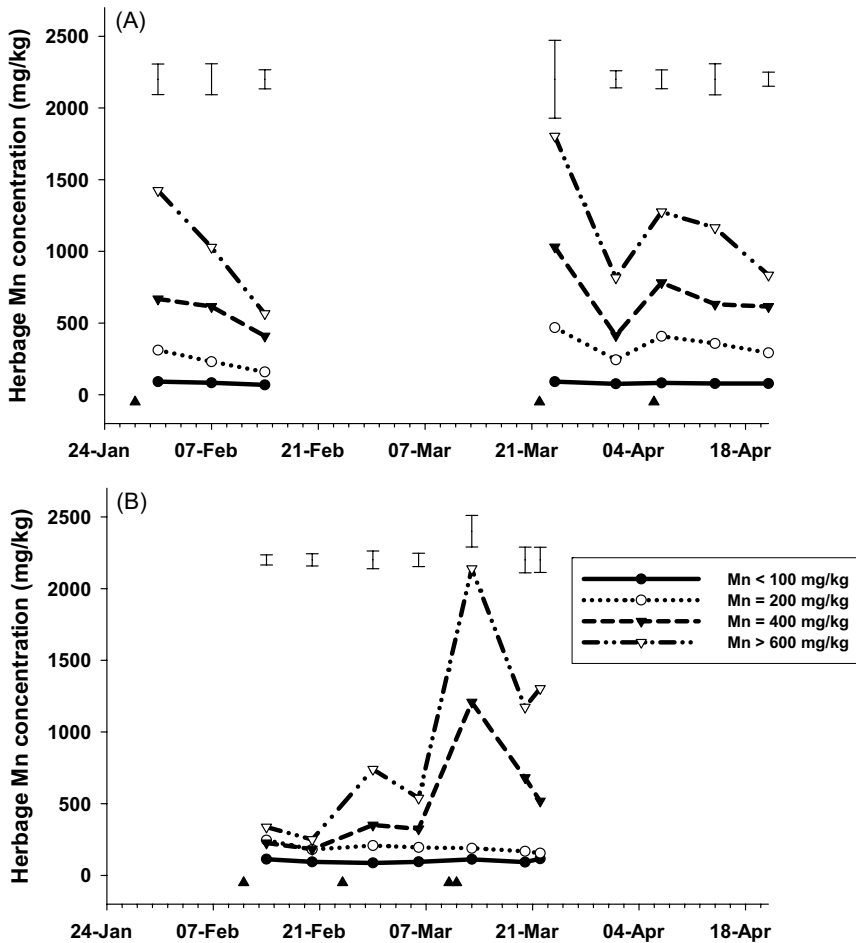 (A)
Herbage Mn concentration (mg/kg)
2500
2000
1500
1000
500
0
24-Jan 07-Feb 21-Feb 07-Mar 21-Mar 04-Apr 18-Apr
(B)
Herbage Mn concentration (mg/kg)
2500
2000
1500
1000
500
0
Mn < 100 mg/kg
Mn = 200 mg/kg
Mn = 400 mg/kg
Mn > 600 mg/kg
24-Jan 07-Feb 21-Feb 07-Mar 21-Mar 04-Apr 18-Apr